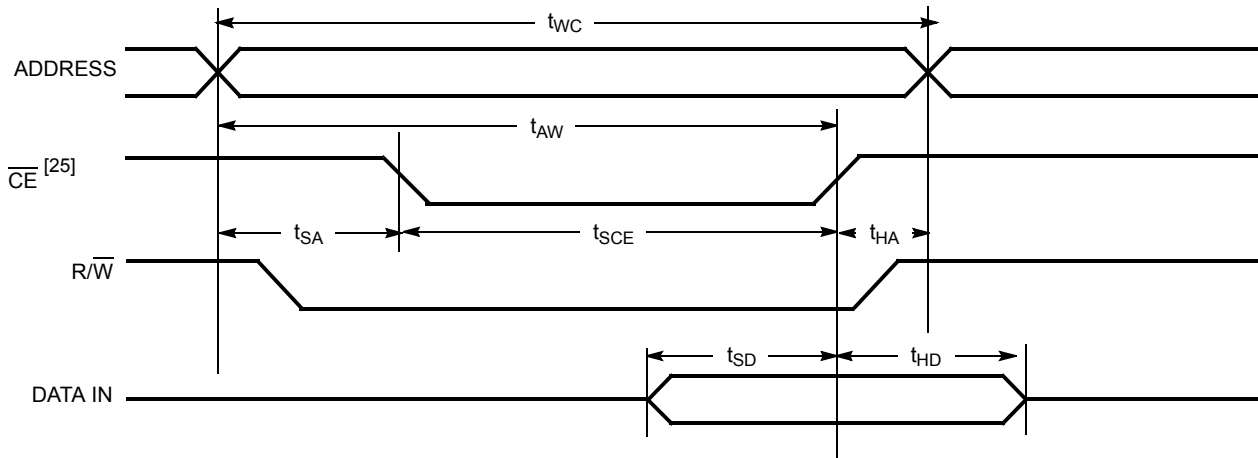 tWC
ADDRESS
tAW
CE [25]
tSA
tSCE
tHA
R/W
tSD
tHD
DATA IN